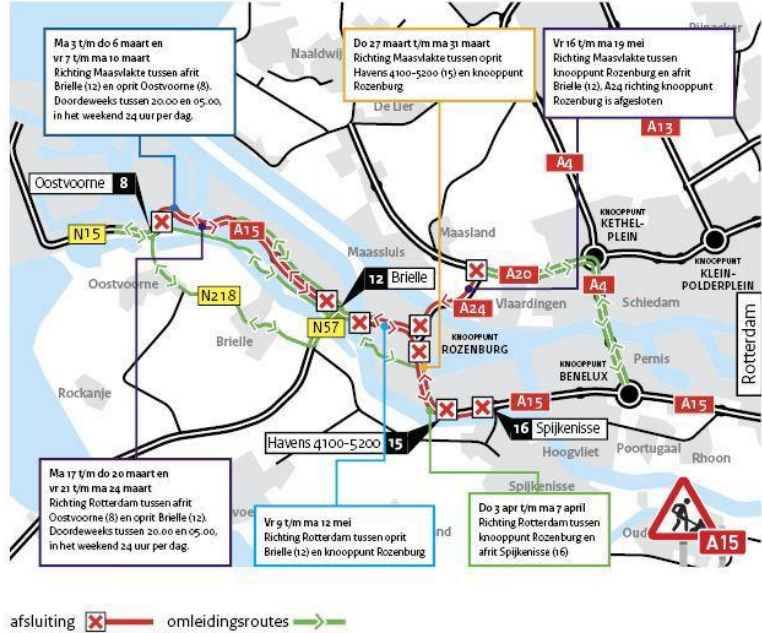 Ma 3 t/m do 6 maart en
vr 7 t/m ma 10 maart
Richting Maasvlakte tussen afrit
Brielle (12) en oprit Oostvoorne (8).
Doordeweeks tussen 20.00 en 05.00,
in het weekend 24 uur per dag.
Do 27 maart t/m ma 31 maart
Richting Maasvlakte tussen oprit
Havens 4100-5200 (15) en knooppunt
Rozenburg
Vr 16 t/m ma 19 mei
Richting Maasvlakte tussen
knooppunt Rozenburg en afrit
Brielle (12), A24 richting knooppunt
Rozenburg is afgesloten
Naaldwij
De Lier
Pijnacker
A13
A4
Oostvoorne 8
N15
A15
Maassluis
Maasland
KNOOPPUNT
KETHEL-
PLEIN
KNOOPPUNT
KLEIN-
POLDERPLEIN
12 Brielle
A20
A4
Oostvoorne
N218
N57
A24
Vlaardingen
Schiedam
Rotterdam
Brielle
KNOOPPUNT
ROZENBURG
Pernis
KNOOPPUNT
BENELUX
Rockanje
A15
A15
Havens 4100-5200 15
16 Spijkenisse
Hoogvliet
Poortugaal
Rhoon
Spijkenisse
Ma 17 t/m do 20 maart en
vr 21 t/m ma 24 maart
Richting Rotterdam tussen afrit
Oostvoorne (8) en oprit Brielle (12).
Doordeweeks tussen 20.00 en 05.00,
in het weekend 24 uur per dag.
voe
Vr 9 t/m ma 12 mei
Richting Rotterdam tussen oprit
Brielle (12) en knooppunt Rozenburg
nd
Do 3 apr t/m ma 7 april
Richting Rotterdam tussen
knooppunt Rozenburg en
afrit Spijkenisse (16)
Oud
A15
afsluiting
omleidingsroutes